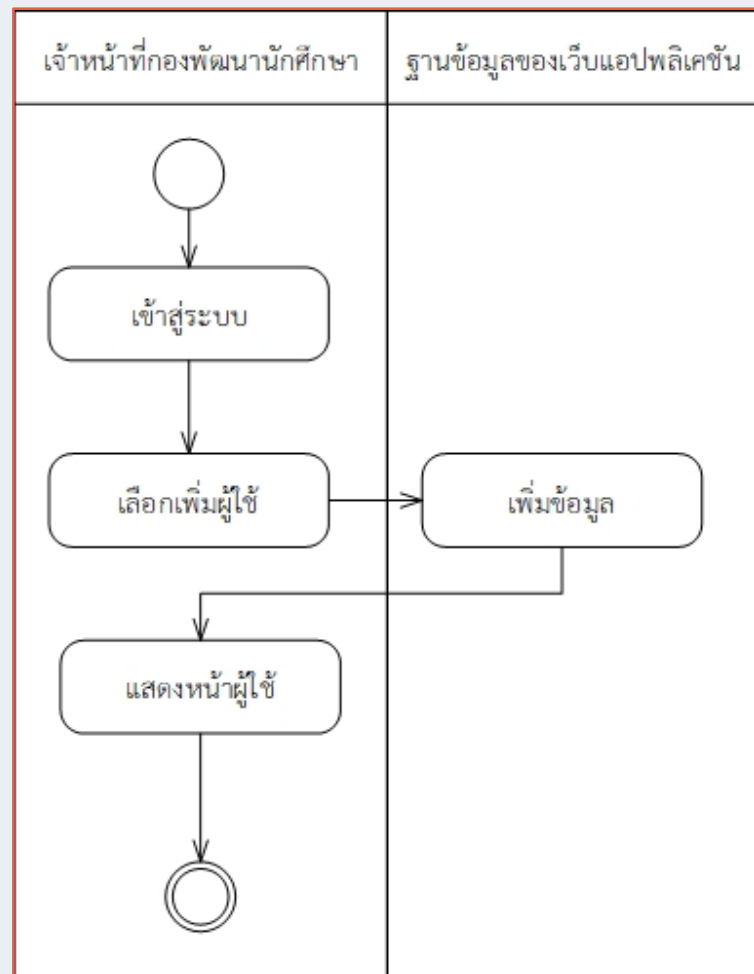 เจ้าหน้าที่กองพัฒนานักศึกษา
ฐานข้อมูลของเว็บแอปพลิเคชัน
เข้าสู่ระบบ
เลือกเพิ่มผู้ใช้
เพิ่มข้อมูล
แสดงหน้าผู้ใช้